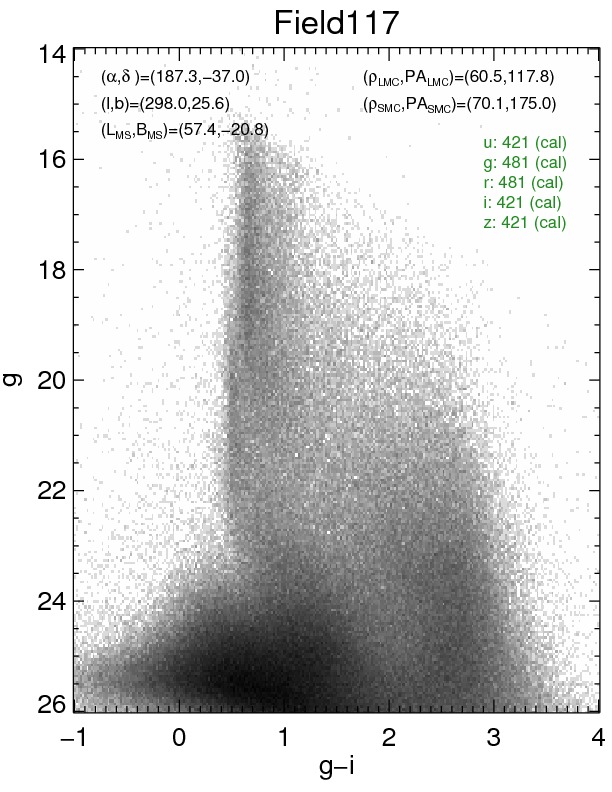 Field117
(α,δ )=(187.3,−37.0)
(ρLMC,PALMC)=(60.5,117.8)
(l,b)=(298.0,25.6)
(ρSMC,PASMC)=(70.1,175.0)
(LMS,BMS)=(57.4,−20.8)
u: 421 (cal)
g: 481 (cal)
r: 481 (cal)
i: 421 (cal)
z: 421 (cal)
14
16
18
20
22
24
26
g
−1 0 1 2 3 4
g−i